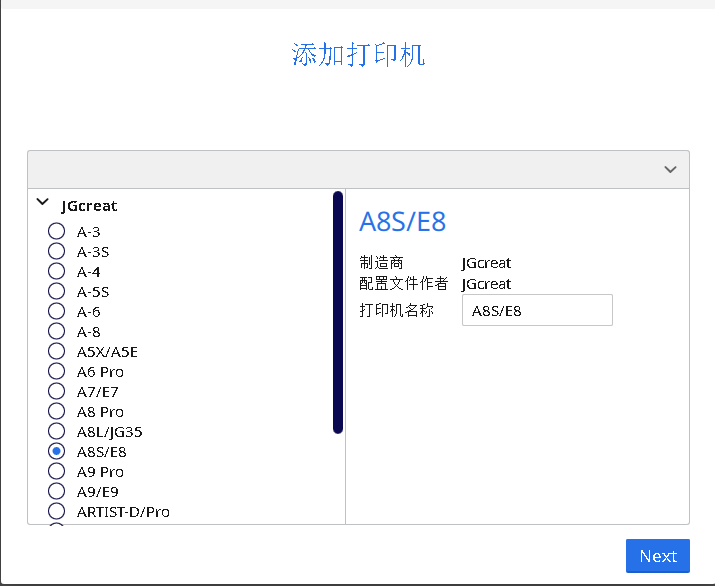 添加打印机
JGcreat
A-3
A-3S
A-4
A-5S
A-6
A-8
A5X/A5E
A6 Pro
A7/E7
A8 Pro
A8L/JG35
A8S/E8
A9 Pro
A9/E9
ARTIST-D/Pro
A8S/E8
制造商 JGcreat
配置文件作者 JGcreat
打印机名称 A8S/E8
Next